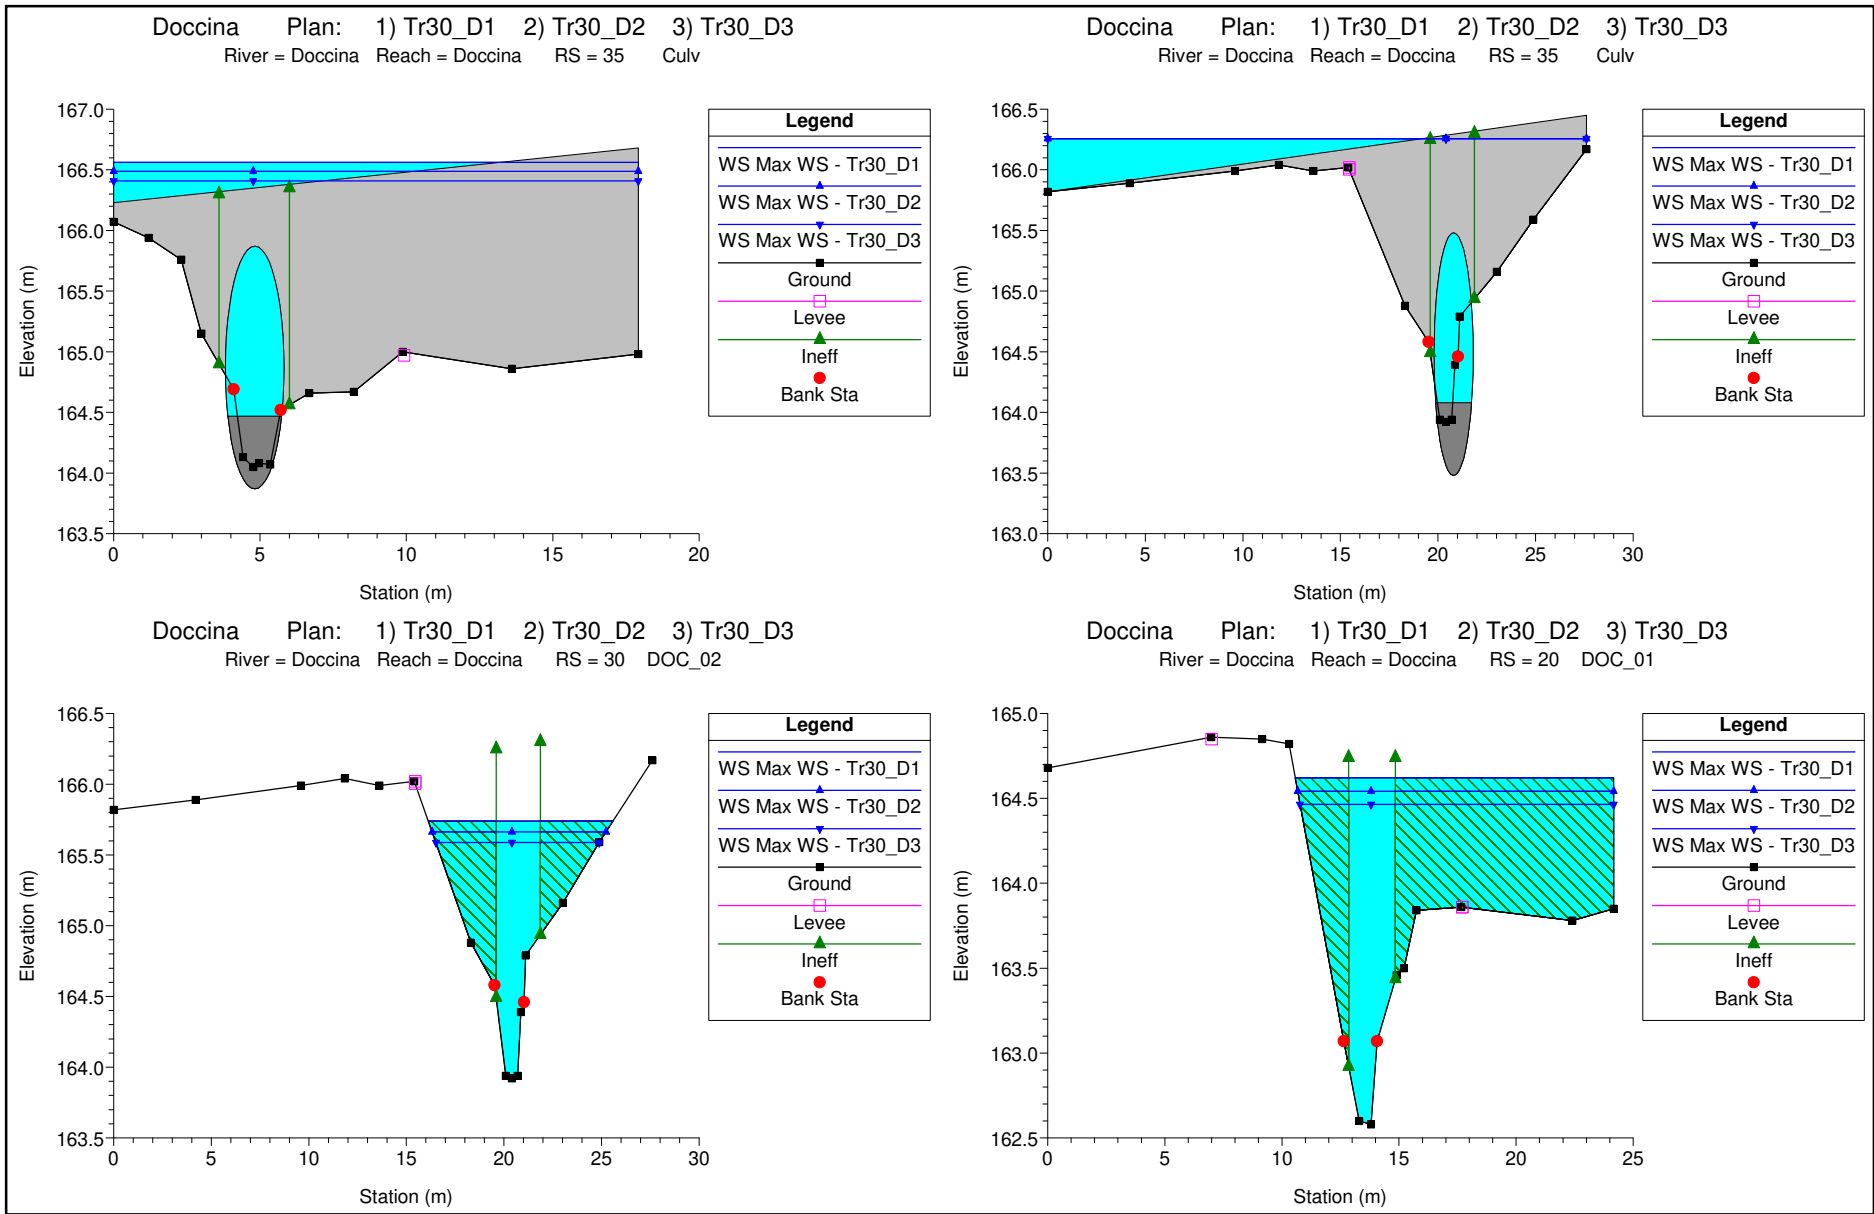 Doccina Plan: 1) Tr30_D1 2) Tr30_D2 3) Tr30_D3
River = Doccina Reach = Doccina RS = 35 Culv
167.0
166.5
166.0
165.5
165.0
164.5
164.0
163.5
0 5 10 15 20
Elevation (m)
Station (m)
Legend
WS Max WS - Tr30_D1
WS Max WS - Tr30_D2
WS Max WS - Tr30_D3
Ground
Levee
Ineff
Bank Sta
Doccina Plan: 1) Tr30_D1 2) Tr30_D2 3) Tr30_D3
River = Doccina Reach = Doccina RS = 35 Culv
166.5
166.0
165.5
165.0
164.5
164.0
163.5
163.0
0 5 10 15 20 25 30
Elevation (m)
Station (m)
Legend
WS Max WS - Tr30_D1
WS Max WS - Tr30_D2
WS Max WS - Tr30_D3
Ground
Levee
Ineff
Bank Sta
Doccina Plan: 1) Tr30_D1 2) Tr30_D2 3) Tr30_D3
River = Doccina Reach = Doccina RS = 30 DOC_02
166.5
166.0
165.5
165.0
164.5
164.0
163.5
0 5 10 15 20 25 30
Elevation (m)
Station (m)
Legend
WS Max WS - Tr30_D1
WS Max WS - Tr30_D2
WS Max WS - Tr30_D3
Ground
Levee
Ineff
Bank Sta
Doccina Plan: 1) Tr30_D1 2) Tr30_D2 3) Tr30_D3
River = Doccina Reach = Doccina RS = 20 DOC_01
165.0
164.5
164.0
163.5
163.0
162.5
0 5 10 15 20 25
Elevation (m)
Station (m)
Legend
WS Max WS - Tr30_D1
WS Max WS - Tr30_D2
WS Max WS - Tr30_D3
Ground
Levee
Ineff
Bank Sta